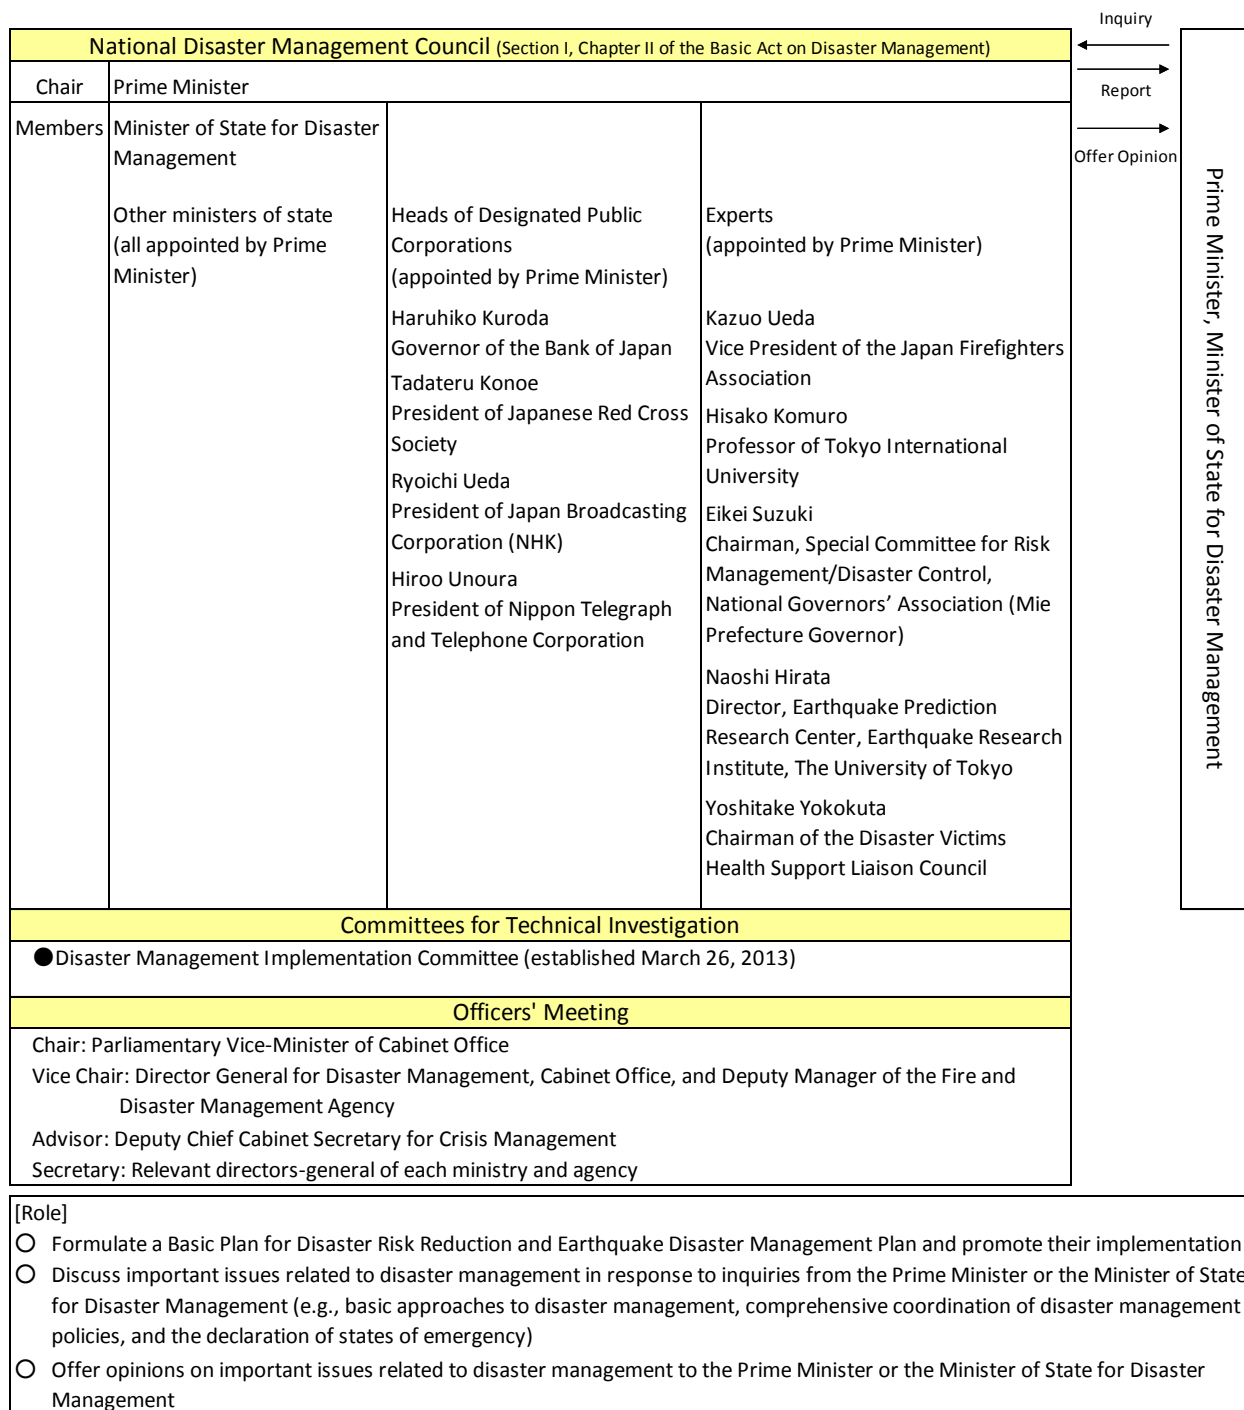 Inquiry
National Disaster Management Council (Section I, Chapter II of the Basic Act on Disaster Management)
Chair
Prime Minister
Report
Members
Minister of State for Disaster
Management
Offer Opinion
Other ministers of state
(all appointed by Prime
Minister)
Heads of Designated Public
Corporations
(appointed by Prime Minister)
Haruhiko Kuroda
Governor of the Bank of Japan
Tadateru Konoe
President of Japanese Red Cross
Society
Ryoichi Ueda
President of Japan Broadcasting
Corporation (NHK)
Hiroo Unoura
President of Nippon Telegraph
and Telephone Corporation
Experts
(appointed by Prime Minister)
Kazuo Ueda
Vice President of the Japan Firefighters
Association
Hisako Komuro
Professor of Tokyo International
University
Eikei Suzuki
Chairman, Special Committee for Risk
Management/Disaster Control,
National Governors’ Association (Mie
Prefecture Governor)
Naoshi Hirata
Director, Earthquake Prediction
Research Center, Earthquake Research
Institute, The University of Tokyo
Yoshitake Yokokuta
Chairman of the Disaster Victims
Health Support Liaison Council
Prime Minister, Minister of State for Disaster Management
Committees for Technical Investigation
●Disaster Management Implementation Committee (established March 26, 2013)
Officers' Meeting
Chair: Parliamentary Vice-Minister of Cabinet Office
Vice Chair: Director General for Disaster Management, Cabinet Office, and Deputy Manager of the Fire and
Disaster Management Agency
Advisor: Deputy Chief Cabinet Secretary for Crisis Management
Secretary: Relevant directors-general of each ministry and agency
[Role]
○ Formulate a Basic Plan for Disaster Risk Reduction and Earthquake Disaster Management Plan and promote their implementation
○ Discuss important issues related to disaster management in response to inquiries from the Prime Minister or the Minister of State
for Disaster Management (e.g., basic approaches to disaster management, comprehensive coordination of disaster management
policies, and the declaration of states of emergency)
○ Offer opinions on important issues related to disaster management to the Prime Minister or the Minister of State for Disaster
Management